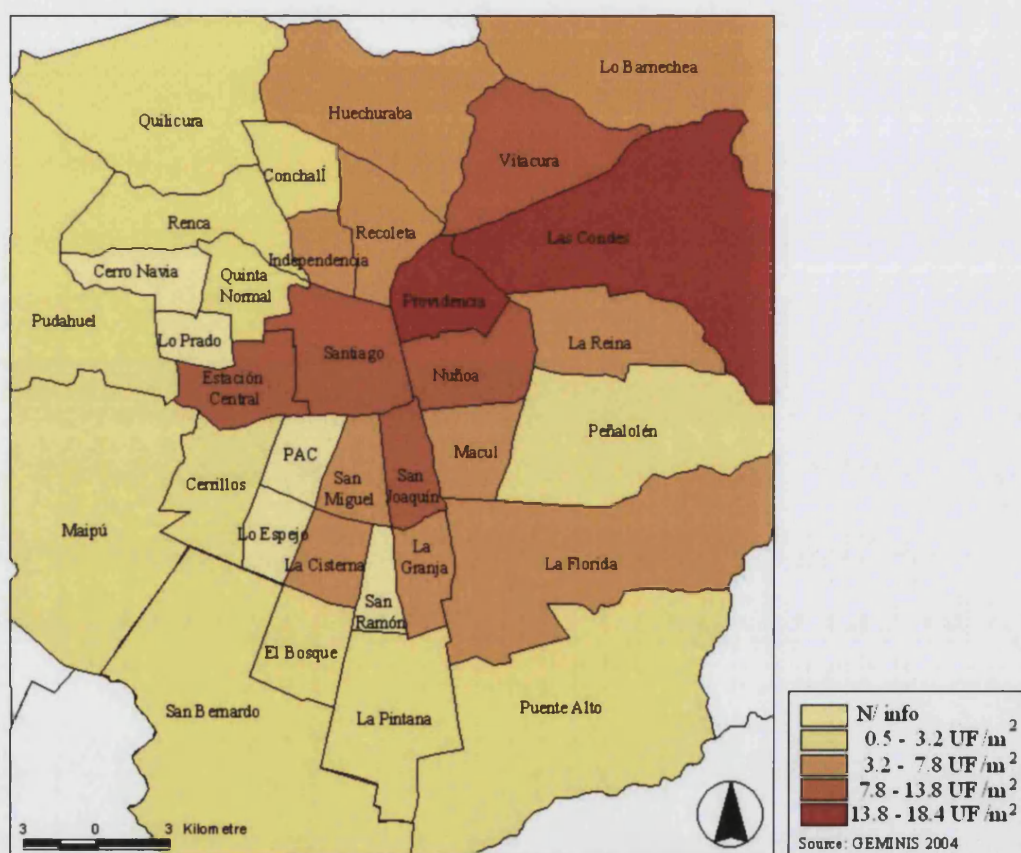 Lo Barnechea
Huechuraba
Quilicura
Vitacura
Conchalí
Renca
Recoleta
Las Condes
Independencia
Cerro Navia
Quinta
Normal
Providencia
Pudahuel
Lo Prado
Santiago
La Reina
Nuñoa
Estación
Central
Peñalolén
PAC
Macul
San
Miguel
San
Joaquín
Cerrillos
Maipú
Lo Espejo
La Cisterna
La
Granja
La Florida
San
Ramón
El Bosque
San Bernardo
La Pintana
Puente Alto
3 0 3 Kilometre
N/ info
0.5 - 3.2 UF/m²
3.2 - 7.8 UF/m²
7.8 - 13.8 UF/m²
13.8 - 18.4 UF/m²
Source: GEMINIS 2004